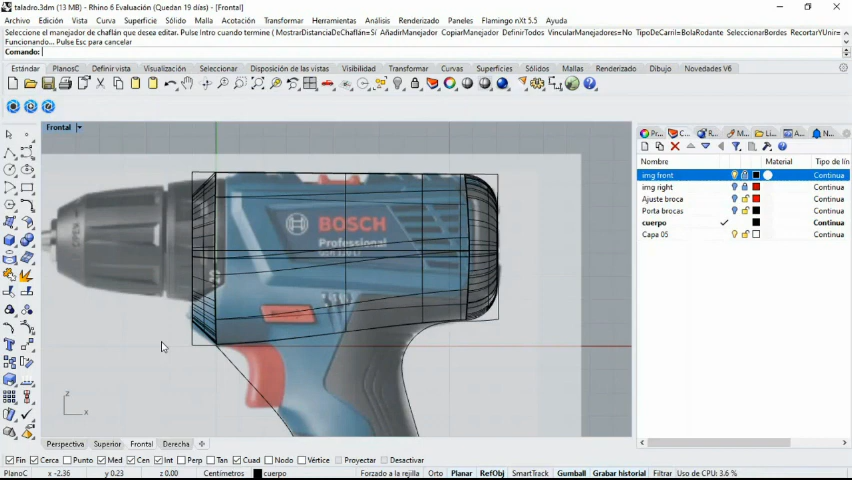 taladro.3dm (13 MB) - Rhino 6 Evaluación (Quedan 19 días) - [Frontal]
Archivo Edición Vista Curva Superficie Sólido Malla Acotación Transformar Herramientas Análisis Renderizado Paneles Flamingo nXt 5.5 Ayuda
Seleccione el manejador de chaflán que desea editar. Pulse Intro cuando termine ( MostrarDistanciaDeChaflán=Sí AñadirManejador CopiarManejador DefinirTodos VincularManejadores=No TipoDeCarril=BolaRodante SeleccionarBordes RecortarYUnir=
Funcionando... Pulse Esc para cancelar
Comando:
Estándar PlanosC Definir vista Visualización Seleccionar Disposición de las vistas Visibilidad Transformar Curvas Superficies Sólidos Mallas Renderizado Dibujo Novedades V6
Frontal
Pr... C... R... M... Lí... A... N...
Nombre Material Tipo de lín
img front Continua
img right Continua
Ajuste broca Continua
Porta brocas Continua
cuerpo Continua
Capa 05 Continua
BOSCH
Professional
z
x
Perspectiva Superior Frontal Derecha
Fin Cerca Punto Med Cen Int Perp Tan Cuad Nodo Vértice Proyectar Desactivar
PlanoC x -2.36 y 0.23 z 0.00 Centímetros cuerpo Forzado a la rejilla Orto Planar RefObj SmartTrack Gumball Grabar historial Filtrar Uso de CPU: 3.6 %